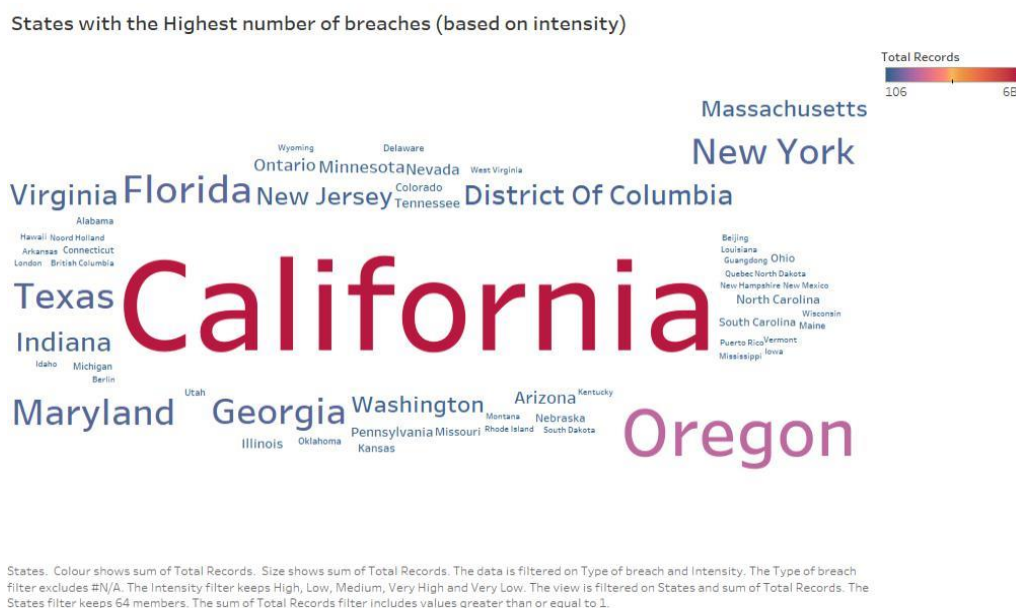 States with the Highest number of breaches (based on intensity)
Total Records
106 6B
Massachusetts
New York
Wyoming Delaware
Ontario Minnesota Nevada West Virginia
Virginia Florida New Jersey Colorado District Of Columbia
Tennessee
Alabama
Hawaii Noord Holland
Arkansas Connecticut
London British Columbia
Texas
California
Beijing
Louisiana
Guangdong Ohio
Quebec North Dakota
New Hampshire New Mexico
North Carolina
Wisconsin
South Carolina Maine
Puerto Rico Vermont
Mississippi Iowa
Indiana
Idaho Michigan
Berlin
Utah
Maryland Georgia Washington Arizona Kentucky
Montana Nebraska
Illinois Oklahoma Pennsylvania Missouri Rhode Island South Dakota
Kansas
Oregon
States. Colour shows sum of Total Records. Size shows sum of Total Records. The data is filtered on Type of breach and Intensity. The Type of breach
filter excludes #N/A. The Intensity filter keeps High, Low, Medium, Very High and Very Low. The view is filtered on States and sum of Total Records. The
States filter keeps 64 members. The sum of Total Records filter includes values greater than or equal to 1.